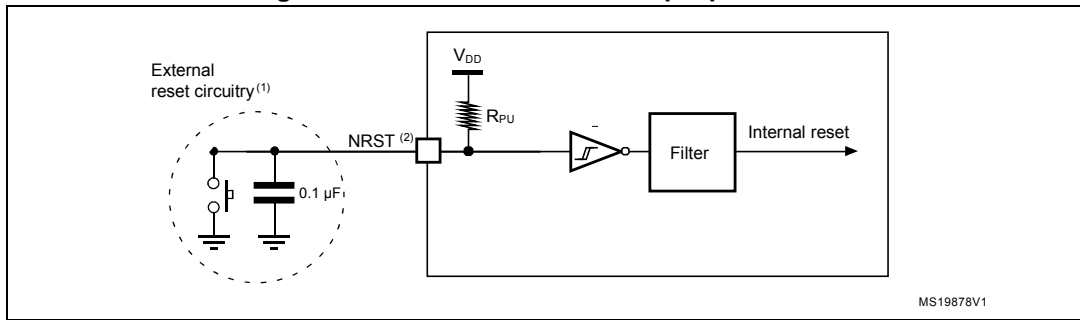 External
reset circuitry (1)
VDD
RPU
NRST (2)
0.1 µF
Filter
Internal reset
MS19878V1